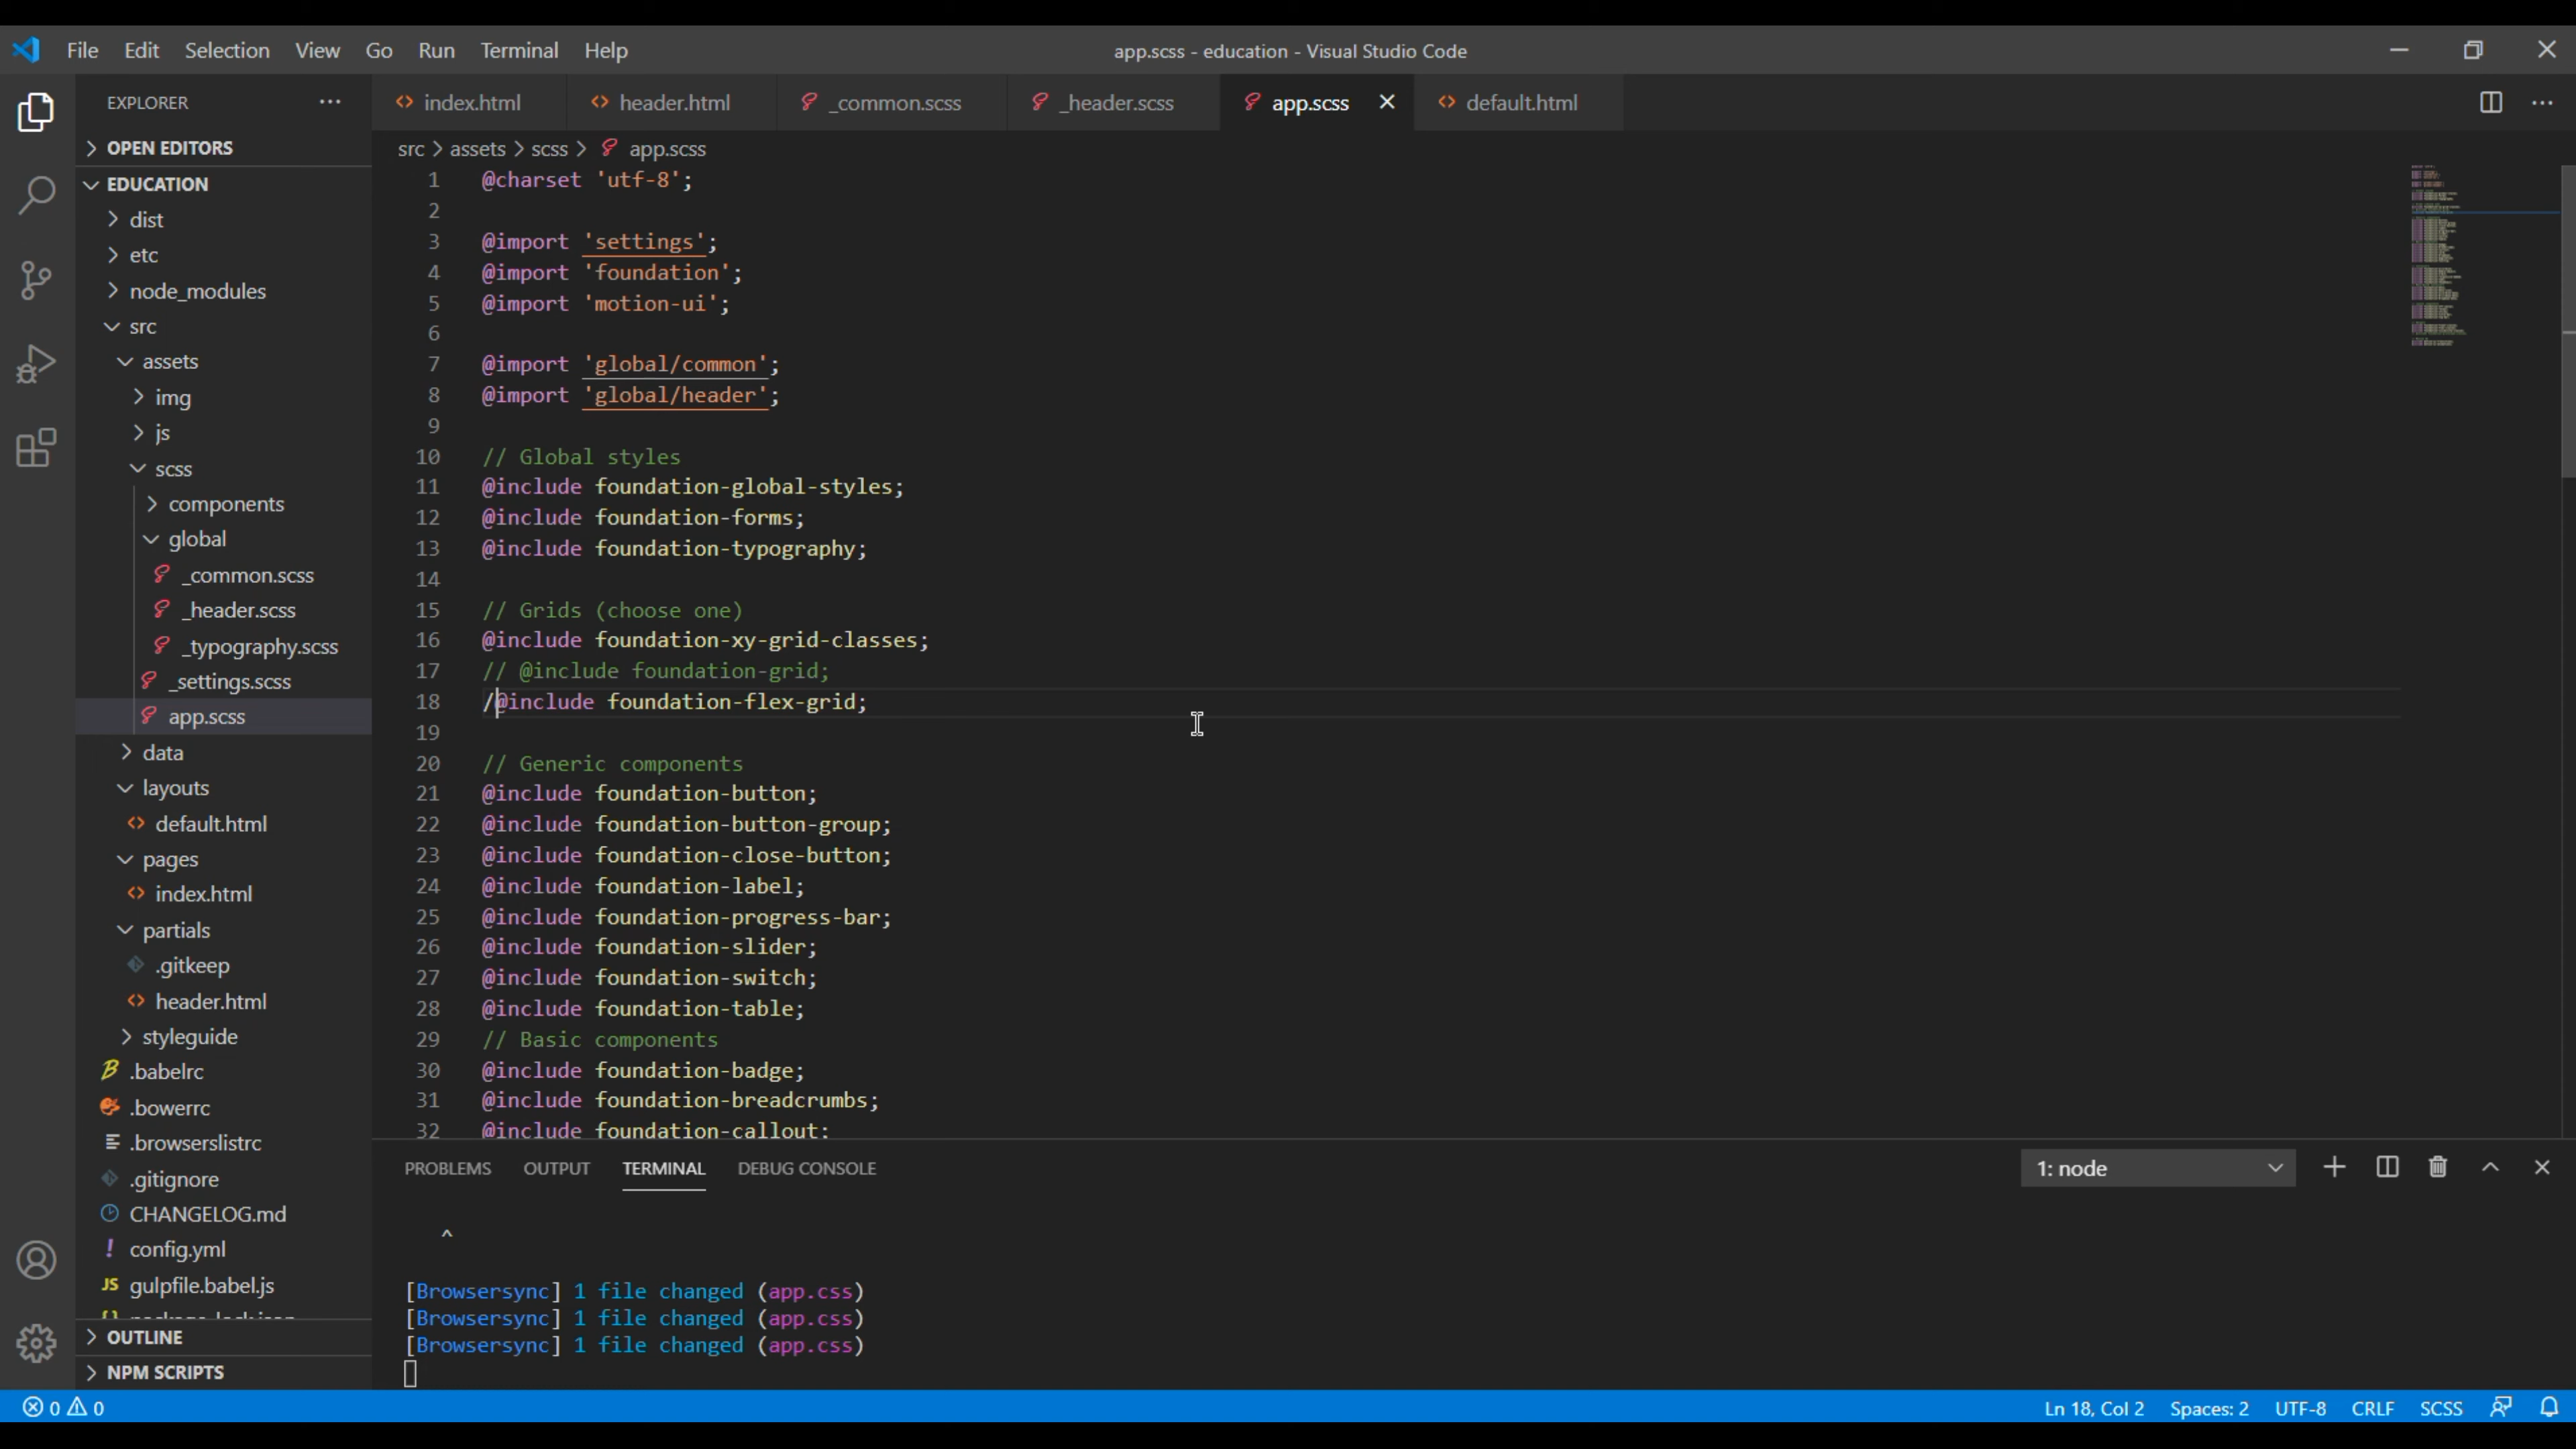 File Edit Selection View Go Run Terminal Help
app.scss - education - Visual Studio Code
EXPLORER
OPEN EDITORS
EDUCATION
dist
etc
node_modules
src
assets
img
js
scss
components
global
_common.scss
_header.scss
_typography.scss
_settings.scss
app.scss
data
layouts
default.html
pages
index.html
partials
.gitkeep
header.html
styleguide
.babelrc
.bowerrc
.browserslistrc
.gitignore
CHANGELOG.md
config.yml
JS gulpfile.babel.js
OUTLINE
NPM SCRIPTS
index.html header.html _common.scss _header.scss app.scss default.html
src > assets > scss > app.scss
1 @charset 'utf-8';
2
3 @import 'settings';
4 @import 'foundation';
5 @import 'motion-ui';
6
7 @import 'global/common';
8 @import 'global/header';
9
10 // Global styles
11 @include foundation-global-styles;
12 @include foundation-forms;
13 @include foundation-typography;
14
15 // Grids (choose one)
16 @include foundation-xy-grid-classes;
17 // @include foundation-grid;
18 /@include foundation-flex-grid;
19
20 // Generic components
21 @include foundation-button;
22 @include foundation-button-group;
23 @include foundation-close-button;
24 @include foundation-label;
25 @include foundation-progress-bar;
26 @include foundation-slider;
27 @include foundation-switch;
28 @include foundation-table;
29 // Basic components
30 @include foundation-badge;
31 @include foundation-breadcrumbs;
32 @include foundation-callout;
PROBLEMS OUTPUT TERMINAL DEBUG CONSOLE
1: node
^
[Browsersync] 1 file changed (app.css)
[Browsersync] 1 file changed (app.css)
[Browsersync] 1 file changed (app.css)
0 0
Ln 18, Col 2 Spaces: 2 UTF-8 CRLF SCSS